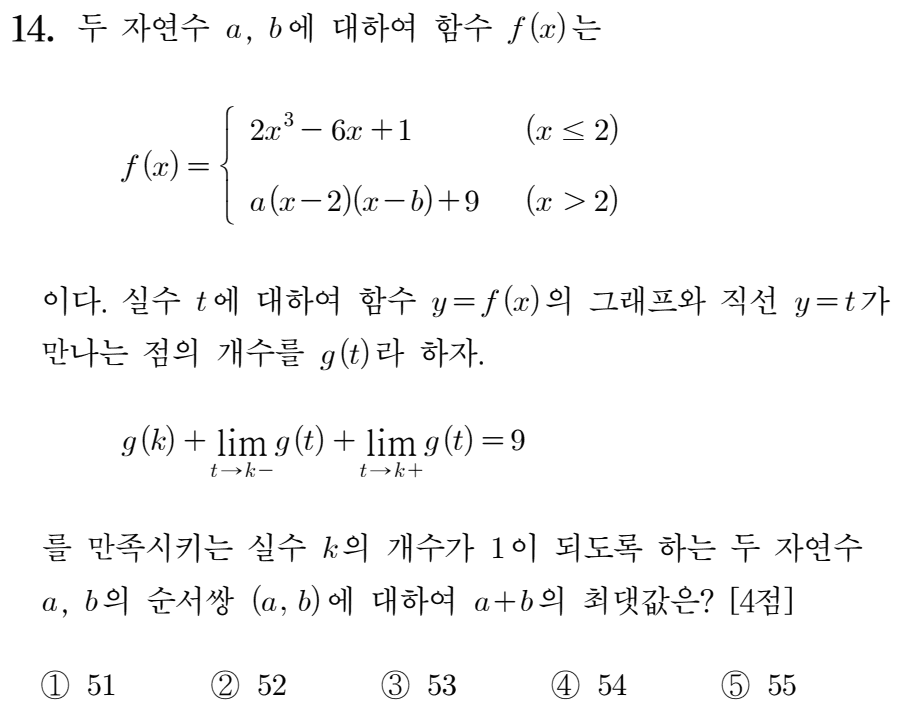 14. 두 자연수 a, b에 대하여 함수 f(x)는
f(x) = { 2x³ − 6x + 1 (x ≤ 2)
a(x−2)(x−b)+9 (x > 2)
이다. 실수 t에 대하여 함수 y=f(x)의 그래프와 직선 y=t가
만나는 점의 개수를 g(t)라 하자.
g(k) + lim_{t→k−} g(t) + lim_{t→k+} g(t) = 9
를 만족시키는 실수 k의 개수가 1이 되도록 하는 두 자연수
a, b의 순서쌍 (a, b)에 대하여 a+b의 최댓값은? [4점]
① 51 ② 52 ③ 53 ④ 54 ⑤ 55